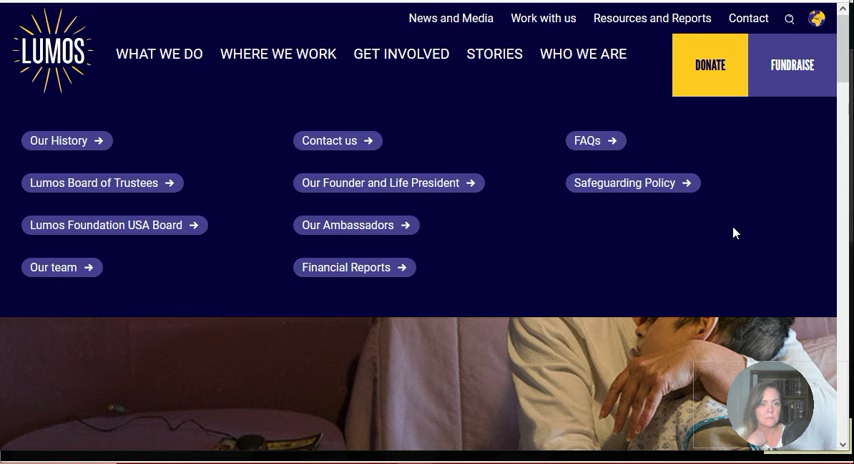 News and Media Work with us Resources and Reports Contact
LUMOS
WHAT WE DO WHERE WE WORK GET INVOLVED STORIES WHO WE ARE
DONATE FUNDRAISE
Our History → Contact us → FAQs →
Lumos Board of Trustees → Our Founder and Life President → Safeguarding Policy →
Lumos Foundation USA Board → Our Ambassadors →
Our team → Financial Reports →